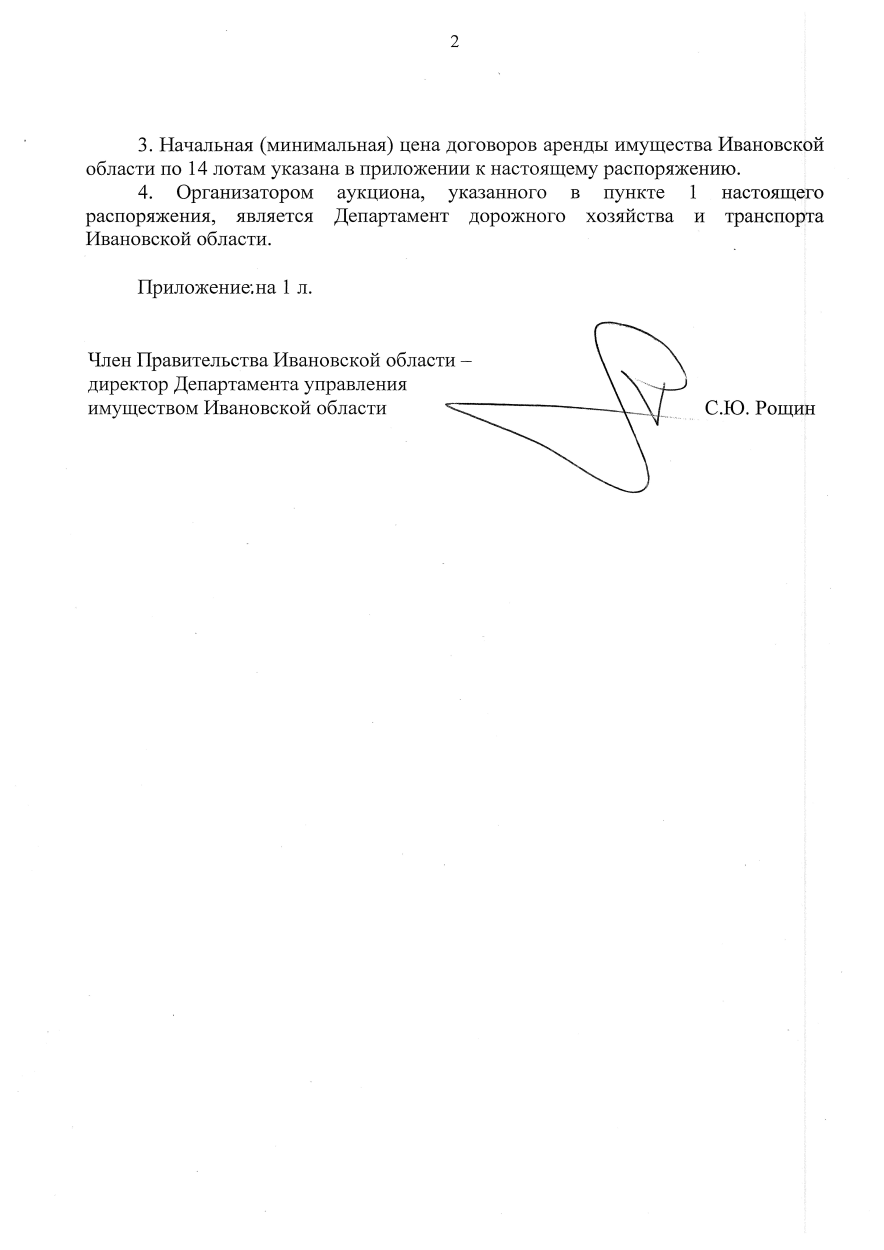 2
3. Начальная (минимальная) цена договоров аренды имущества Ивановской
области по 14 лотам указана в приложении к настоящему распоряжению.
4. Организатором аукциона, указанного в пункте 1 настоящего
распоряжения, является Департамент дорожного хозяйства и транспорта
Ивановской области.
Приложение: на 1 л.
Член Правительства Ивановской области –
директор Департамента управления
имуществом Ивановской области
С.Ю. Рощин